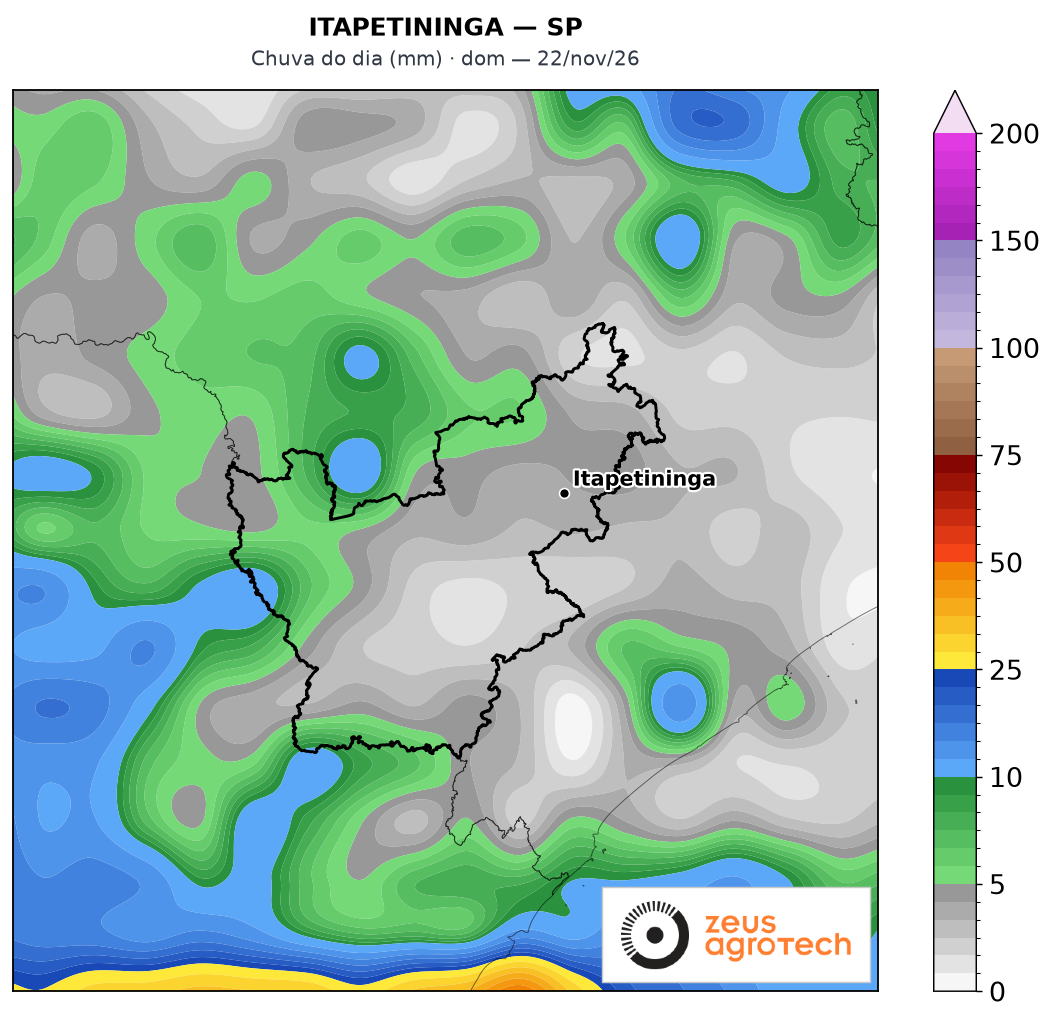 ITAPETININGA — SP
Chuva do dia (mm) · dom — 22/nov/26
200
150
100
75
50
25
10
5
0
Itapetininga
zeus
agrotech